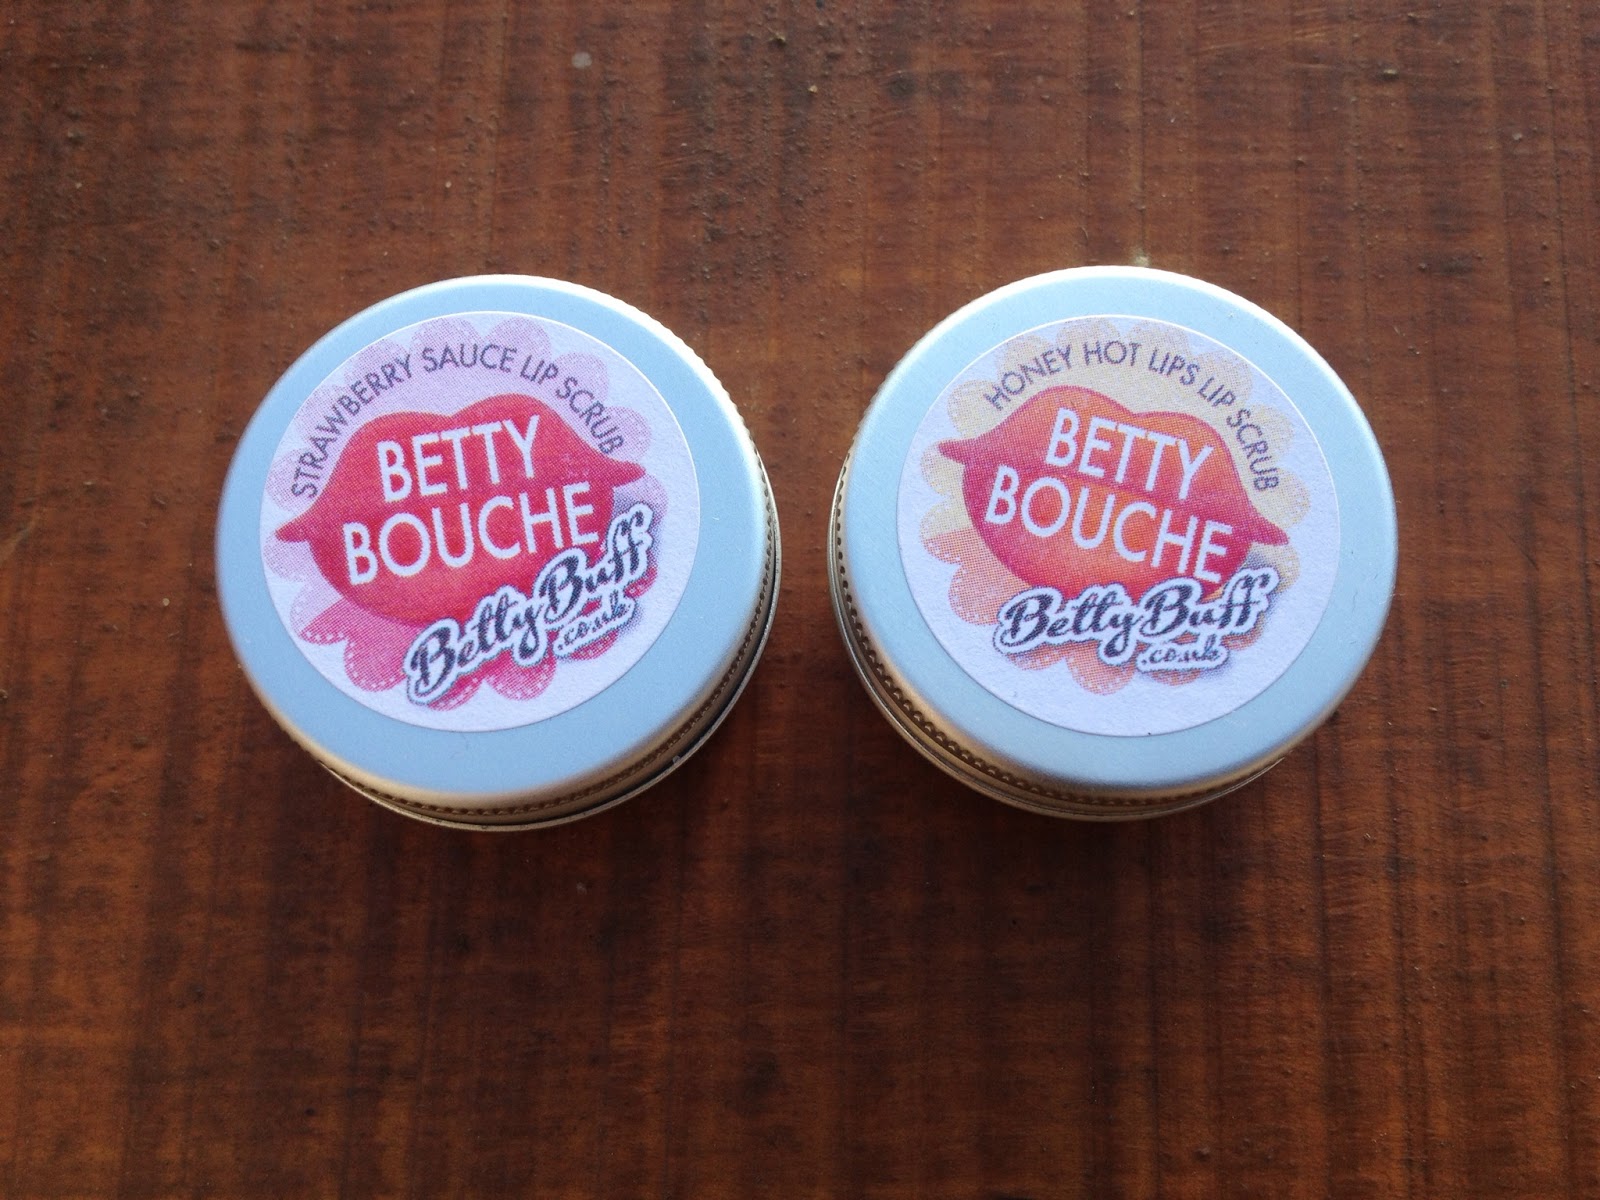 STRAWBERRY SAUCE LIP SCRUB
BETTY
BOUCHE
BettyBuff
.co.uk
HONEY HOT LIPS LIP SCRUB
BETTY
BOUCHE
BettyBuff
.co.uk